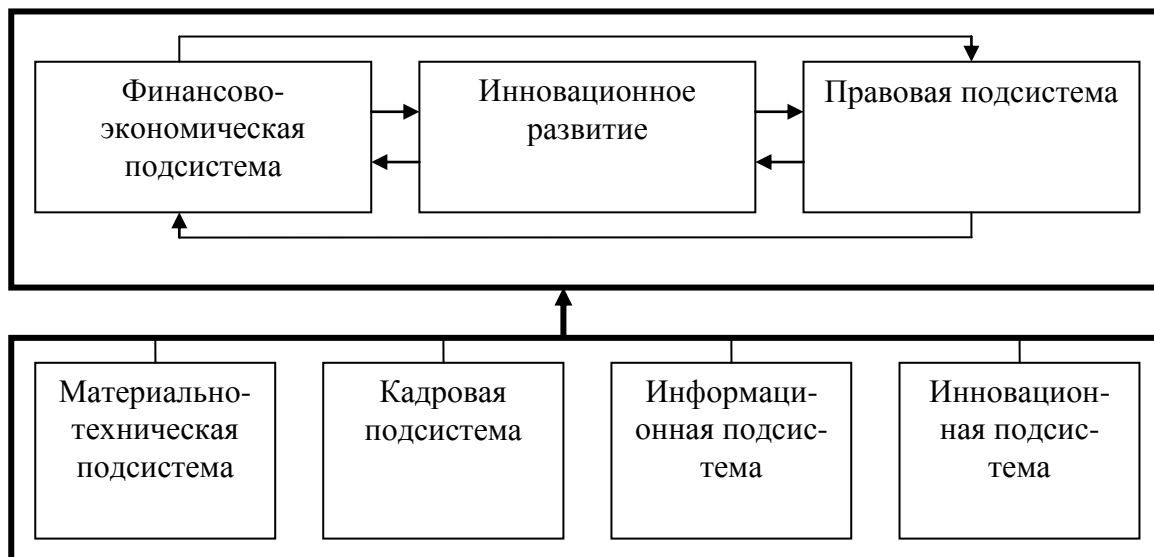 Финансово-
экономическая
подсистема
Инновационное
развитие
Правовая подсистема
Материально-
техническая
подсистема
Кадровая
подсистема
Информаци-
онная подсис-
тема
Инновацион-
ная подсис-
тема